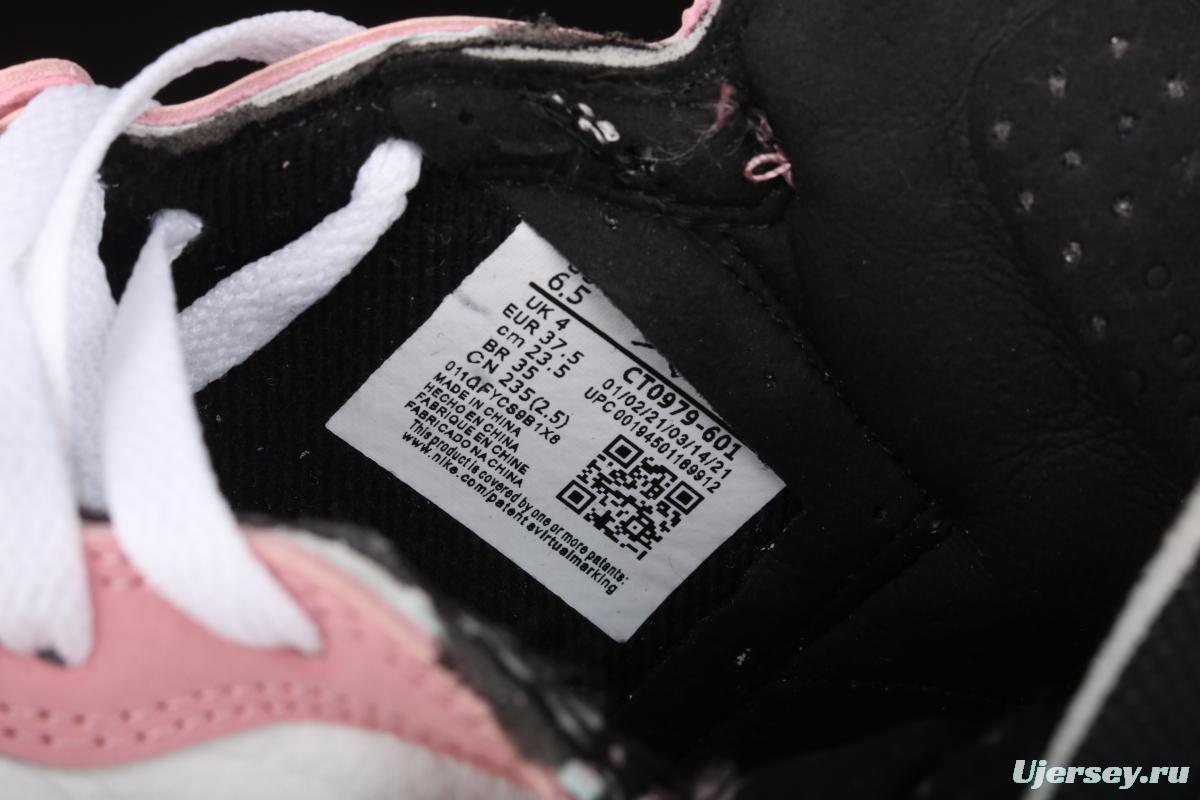 6.5
UK 4
EUR 37.5
cm 23.5
BR 35
CN 235(2.5)
011QFYCS9B1X6
MADE IN CHINA
HECHO EN CHINA
FABRIQUE EN CHINE
FABRICADO NA CHINA
This product is covered by one or more patents:
www.nike.com/patentsvirtualmarking
CT0979-601
01/02/21/03/14/21
UPC00194501189912
Ujersey.ru